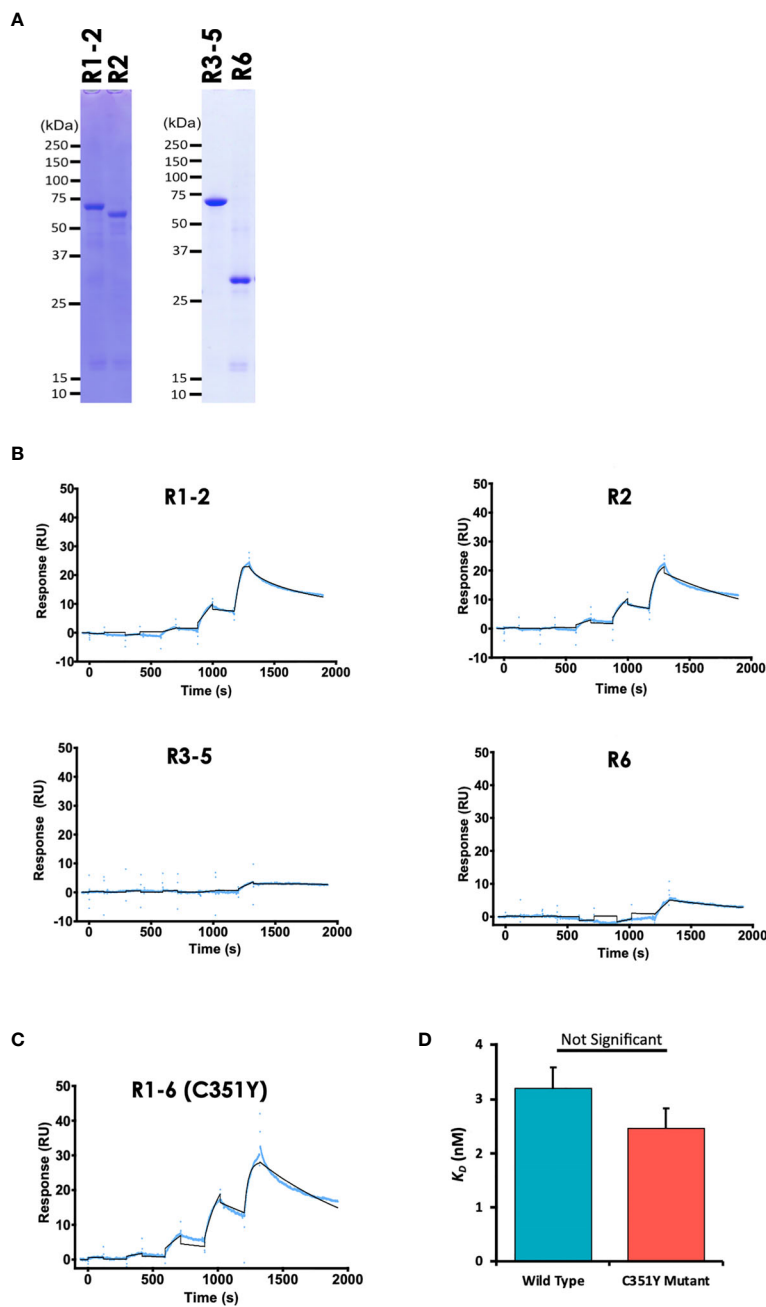 A
R1-2
R2
R3-5
R6
(kDa)
250
150
100
75
50
37
25
15
10
(kDa)
250
150
100
75
50
37
25
15
10
B
R1-2
50
40
30
20
10
0
-10
Response (RU)
0 500 1000 1500 2000
Time (s)
R2
50
40
30
20
10
0
-10
Response (RU)
0 500 1000 1500 2000
Time (s)
R3-5
50
40
30
20
10
0
-10
Response (RU)
0 500 1000 1500 2000
Time (s)
R6
50
40
30
20
10
0
-10
Response (RU)
0 500 1000 1500 2000
Time (s)
C
R1-6 (C351Y)
50
40
30
20
10
0
Response (RU)
0 500 1000 1500 2000
Time (s)
D
Not Significant
4
3
2
1
0
KD (nM)
Wild Type C351Y Mutant